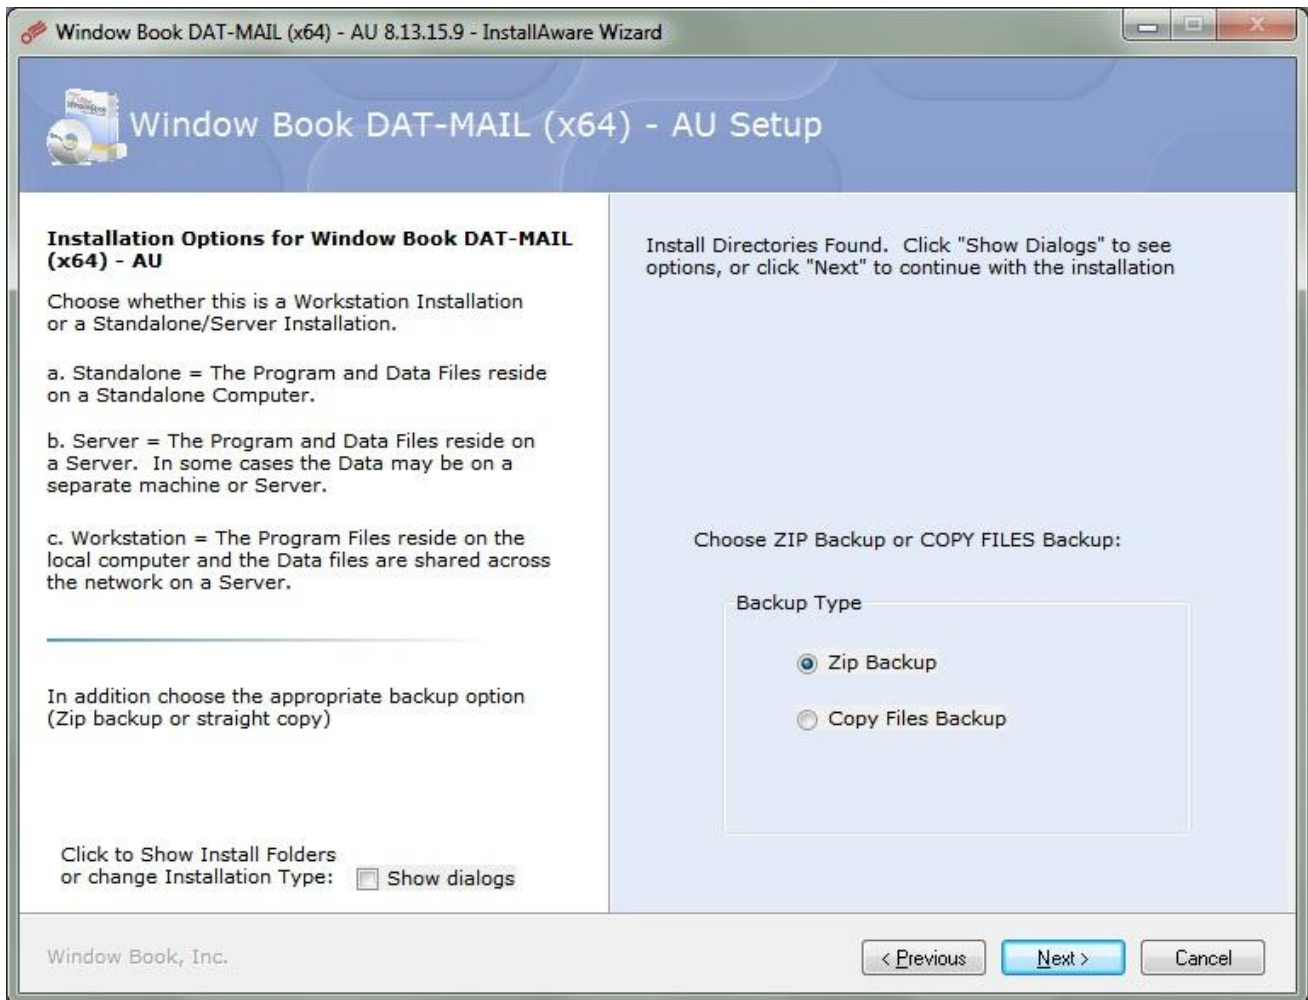 Window Book DAT-MAIL (x64) - AU 8.13.15.9 - InstallAware Wizard
Window Book DAT-MAIL (x64) - AU Setup
Installation Options for Window Book DAT-MAIL
(x64) - AU
Choose whether this is a Workstation Installation
or a Standalone/Server Installation.
a. Standalone = The Program and Data Files reside
on a Standalone Computer.
b. Server = The Program and Data Files reside on
a Server.  In some cases the Data may be on a
separate machine or Server.
c. Workstation = The Program Files reside on the
local computer and the Data files are shared across
the network on a Server.
In addition choose the appropriate backup option
(Zip backup or straight copy)
Click to Show Install Folders
or change Installation Type:
Show dialogs
Install Directories Found.  Click "Show Dialogs" to see
options, or click "Next" to continue with the installation
Choose ZIP Backup or COPY FILES Backup:
Backup Type
Zip Backup
Copy Files Backup
Window Book, Inc.
< Previous
Next >
Cancel